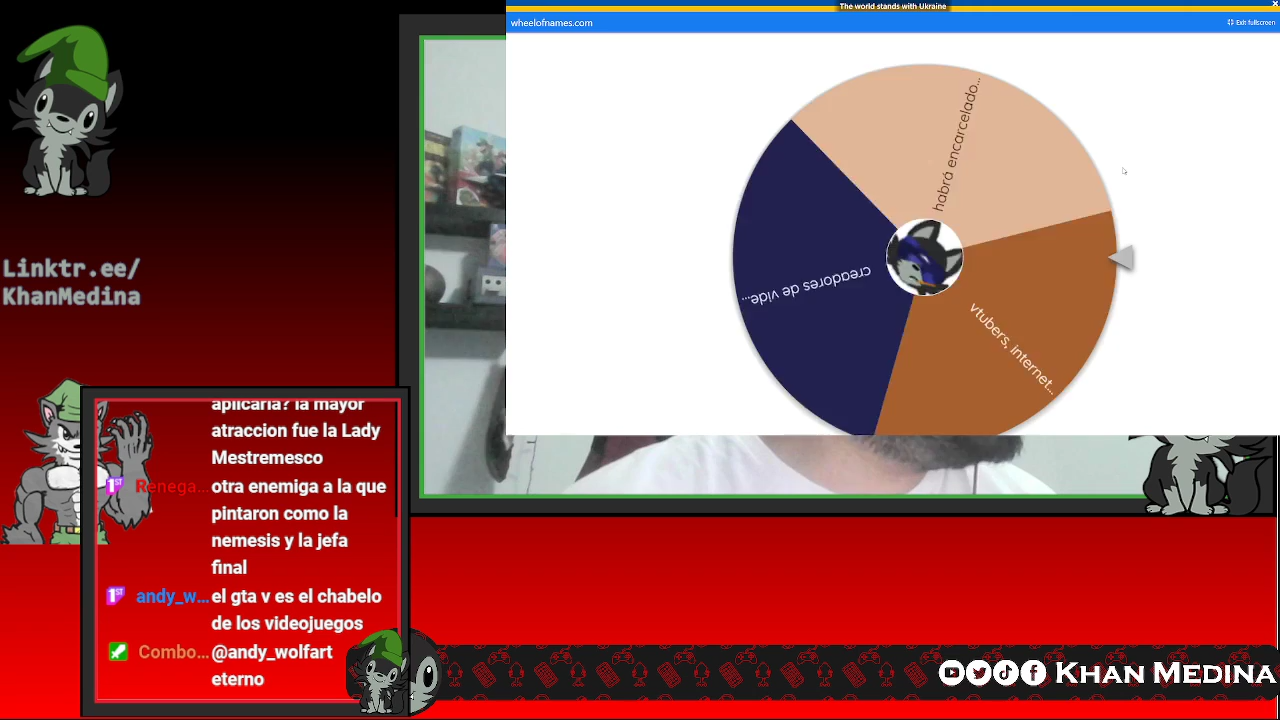 The world stands with Ukraine
wheelofnames.com
Exit fullscreen
habrá encarcelado...
creadores de vide...
vtubers, internet...
Linktr.ee/
KhanMedina
aplicaria? la mayor
atraccion fue la Lady
Mestremesco
Renega... otra enemiga a la que
pintaron como la
nemesis y la jefa
final
andy_w... el gta v es el chabelo
de los videojuegos
Combo... @andy_wolfart
eterno
Khan Medina